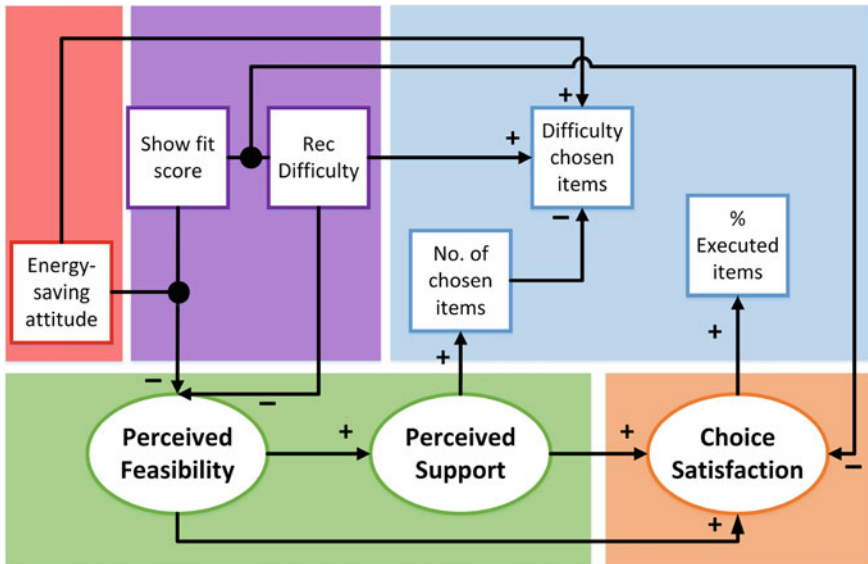 +
Show fit
score
Rec
Difficulty
+
Difficulty
chosen
items
−
%
Executed
items
Energy-
saving
attitude
No. of
chosen
items
+
+
−
−
Perceived
Feasibility
+
Perceived
Support
+
Choice
Satisfaction
−
+